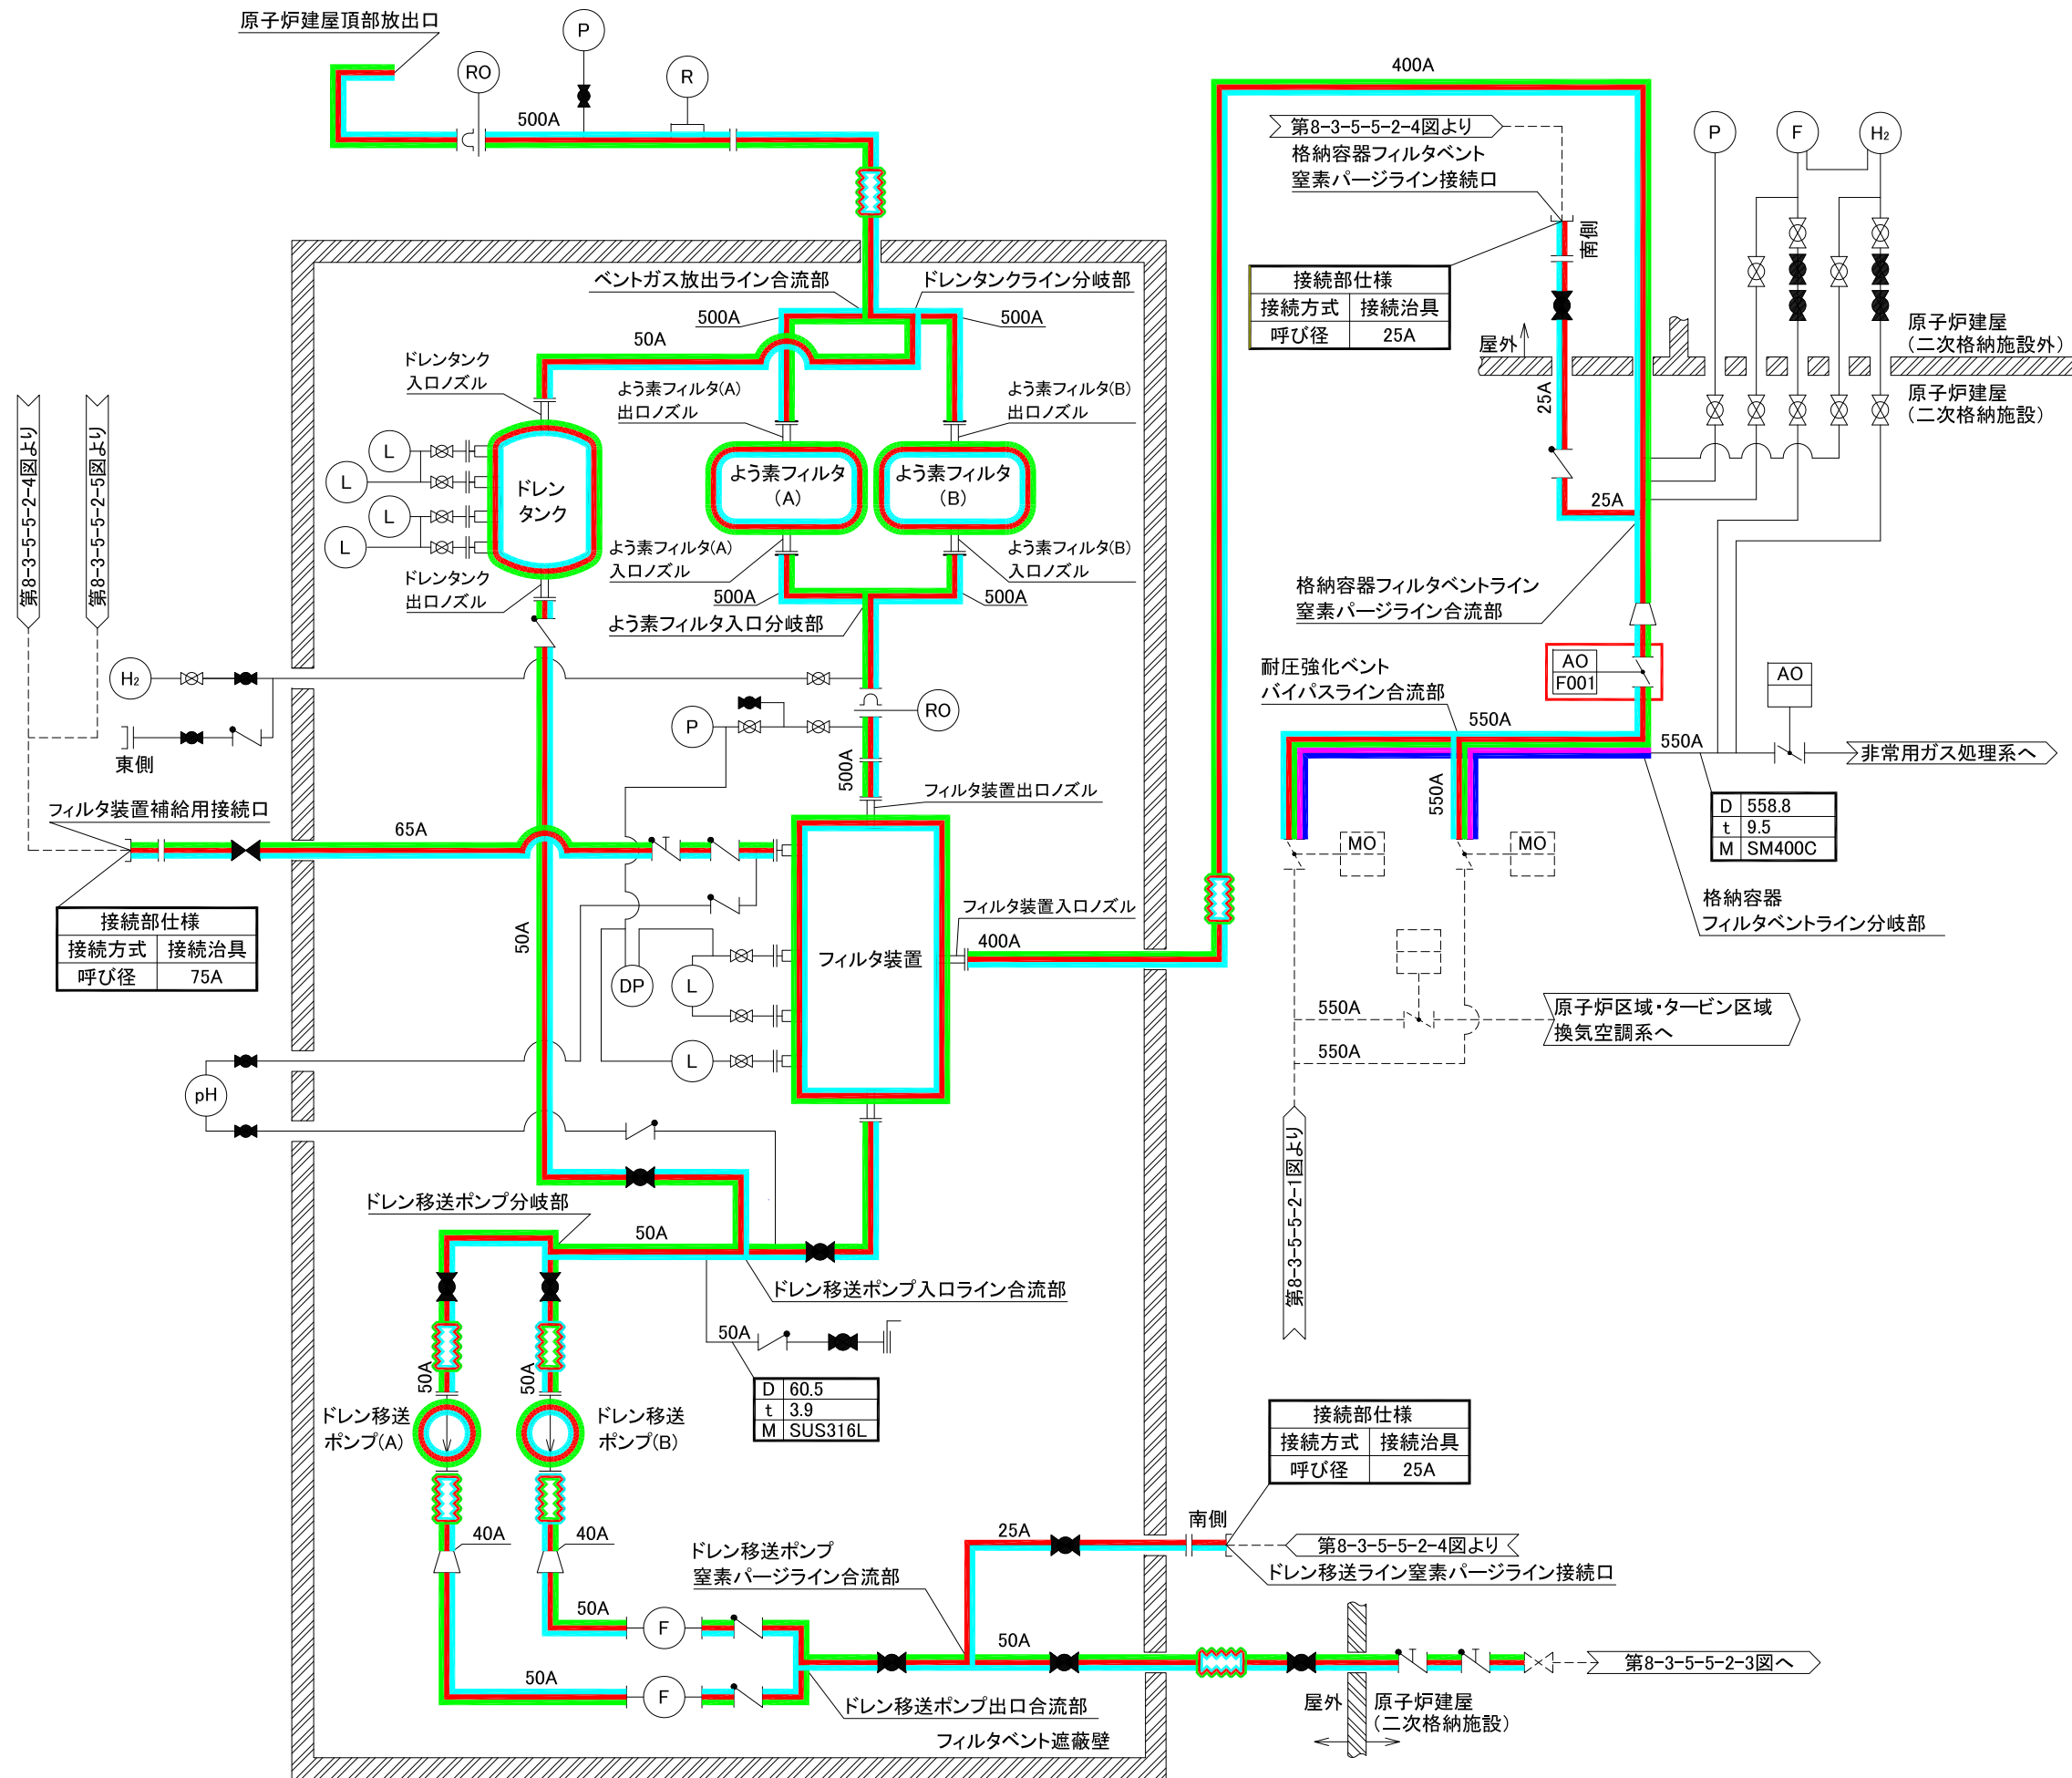 原子炉建屋頂部放出口
P
RO
R
500A
400A
第8-3-5-5-2-4図より
格納容器フィルタベント
窒素パージライン接続口
南側
P
F
H2
接続部仕様
接続方式 接続治具
呼び径 25A
屋外
原子炉建屋
(二次格納施設外)
原子炉建屋
(二次格納施設)
25A
25A
格納容器フィルタベントライン
窒素パージライン合流部
ベントガス放出ライン合流部
ドレンタンクライン分岐部
500A
500A
50A
ドレンタンク
入口ノズル
よう素フィルタ(A)
出口ノズル
よう素フィルタ(B)
出口ノズル
L
L
L
L
ドレン
タンク
よう素フィルタ
(A)
よう素フィルタ
(B)
よう素フィルタ(A)
入口ノズル
よう素フィルタ(B)
入口ノズル
ドレンタンク
出口ノズル
500A
500A
よう素フィルタ入口分岐部
第8-3-5-5-2-4図より
第8-3-5-5-2-5図より
H2
東側
P
RO
500A
フィルタ装置出口ノズル
フィルタ装置補給用接続口
65A
接続部仕様
接続方式 接続治具
呼び径 75A
50A
フィルタ装置入口ノズル
400A
フィルタ装置
DP
L
L
pH
耐圧強化ベント
バイパスライン合流部
AO
F001
AO
550A
550A
550A
非常用ガス処理系へ
D 558.8
t 9.5
M SM400C
MO
MO
格納容器
フィルタベントライン分岐部
550A
550A
原子炉区域・タービン区域
換気空調系へ
第8-3-5-5-2-1図より
ドレン移送ポンプ分岐部
50A
ドレン移送ポンプ入口ライン合流部
50A
D 60.5
t 3.9
M SUS316L
50A
50A
ドレン移送
ポンプ(A)
ドレン移送
ポンプ(B)
40A
40A
50A
F
50A
F
ドレン移送ポンプ
窒素パージライン合流部
25A
50A
南側
接続部仕様
接続方式 接続治具
呼び径 25A
第8-3-5-5-2-4図より
ドレン移送ライン窒素パージライン接続口
第8-3-5-5-2-3図へ
ドレン移送ポンプ出口合流部
フィルタベント遮蔽壁
屋外
原子炉建屋
(二次格納施設)